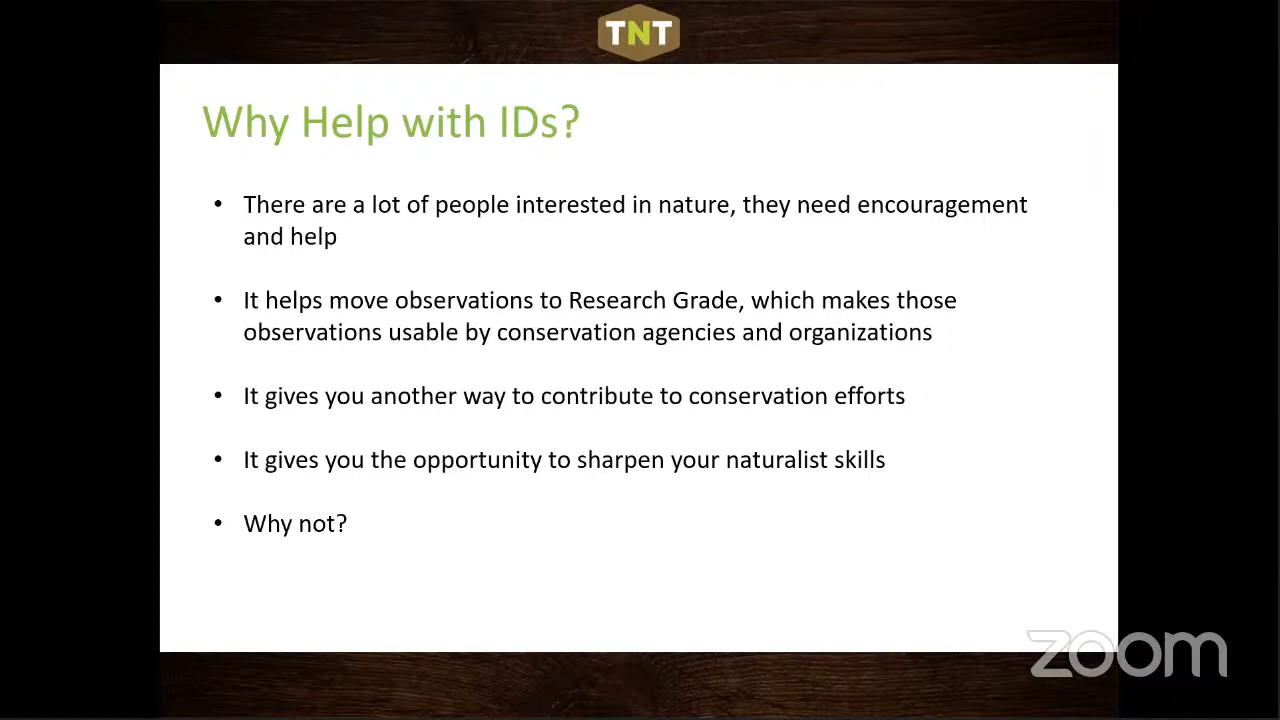 TNT
Why Help with IDs?
• There are a lot of people interested in nature, they need encouragement
and help
• It helps move observations to Research Grade, which makes those
observations usable by conservation agencies and organizations
• It gives you another way to contribute to conservation efforts
• It gives you the opportunity to sharpen your naturalist skills
• Why not?
zoom